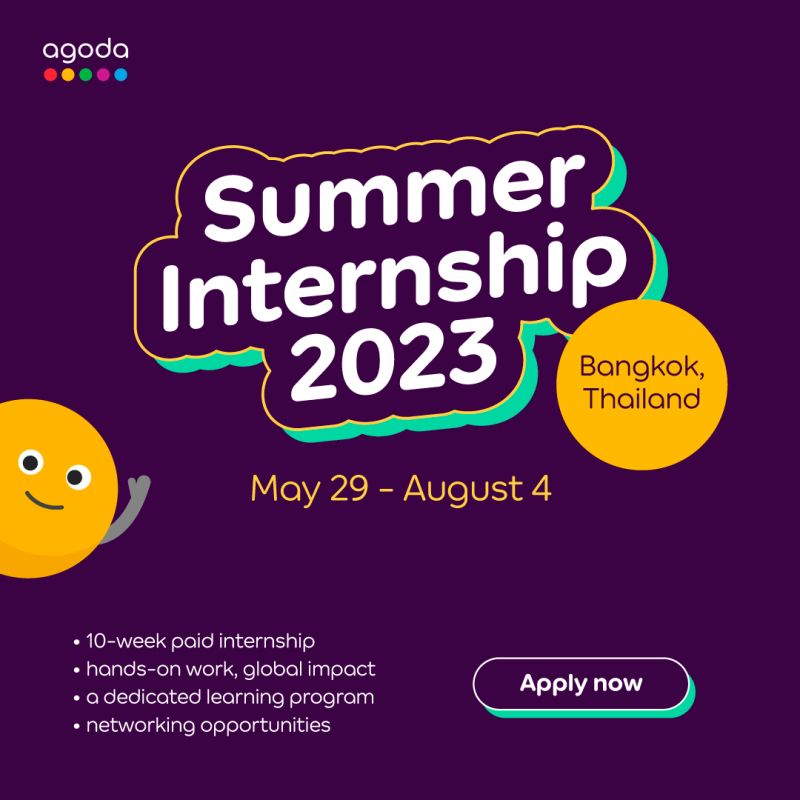 agoda
Summer
Internship
2023
Bangkok,
Thailand
May 29 - August 4
• 10-week paid internship
• hands-on work, global impact
• a dedicated learning program
• networking opportunities
Apply now